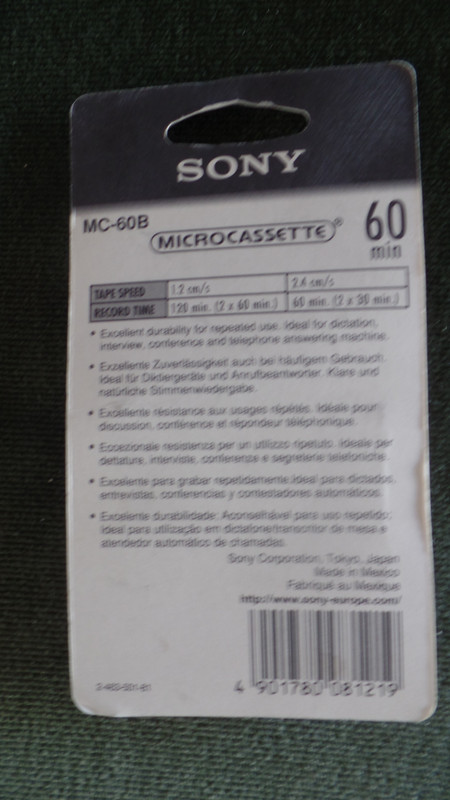 SONY
MC-60B
MICROCASSETTE®
60
min
TAPE SPEED 1.2 cm/s 2.4 cm/s
RECORD TIME 120 min. (2 x 60 min.) 60 min. (2 x 30 min.)
• Excellent durability for repeated use. Ideal for dictation,
interview, conference and telephone answering machine.
• Exzellente Zuverlässigkeit auch bei häufigem Gebrauch.
Ideal für Diktiergeräte und Anrufbeantworter. Klare und
natürliche Stimmenwiedergabe.
• Excellente résistance aux usages répétés. Idéale pour
discussion, conférence et répondeur téléphonique.
• Eccezionale resistenza per un utilizzo ripetuto. Ideale per
dettature, interviste, conferenze e segreterie telefoniche.
• Excelente para grabar repetidamente.Ideal para dictados,
entrevistas, conferencias y contestadores automáticos.
• Excelente durabilidade. Aconselhável para uso repetido.
Ideal para utilização em dictafone/transcritor de mesa e
atendedor automático de chamadas.
Sony Corporation, Tokyo, Japan
Made in Mexico
Fabriqué au Mexique
http://www.sony-europe.com/
4 901780 081219